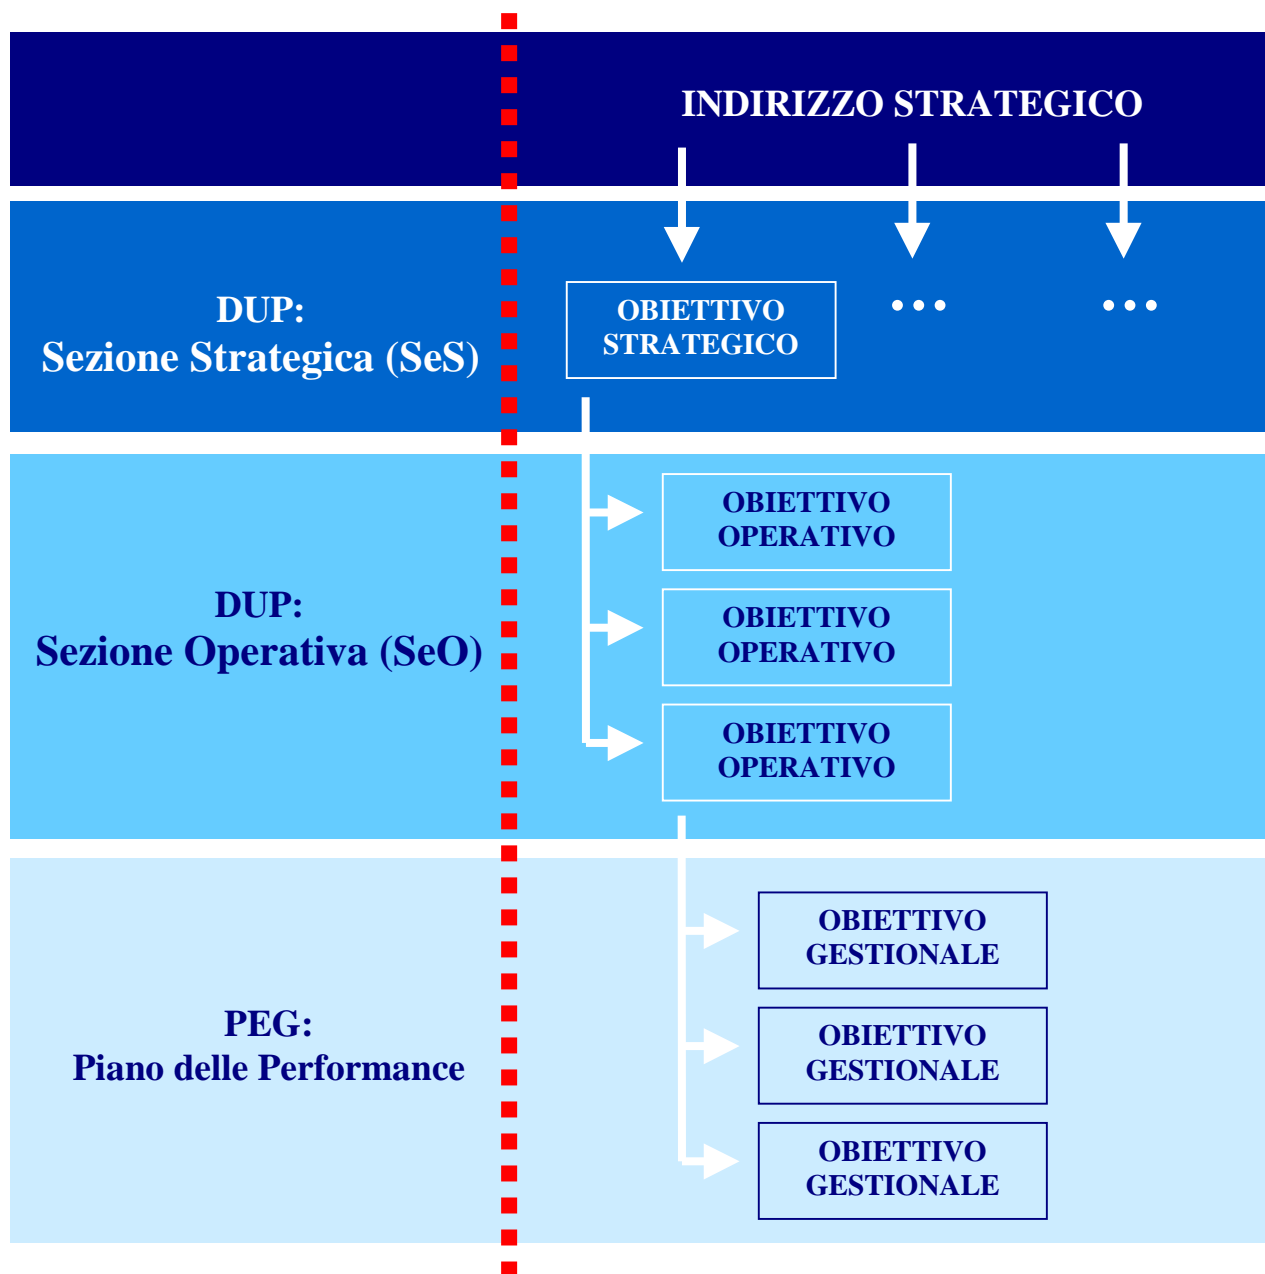 INDIRIZZO STRATEGICO
DUP:
Sezione Strategica (SeS)
OBIETTIVO
STRATEGICO
...
...
DUP:
Sezione Operativa (SeO)
OBIETTIVO
OPERATIVO
OBIETTIVO
OPERATIVO
OBIETTIVO
OPERATIVO
PEG:
Piano delle Performance
OBIETTIVO
GESTIONALE
OBIETTIVO
GESTIONALE
OBIETTIVO
GESTIONALE